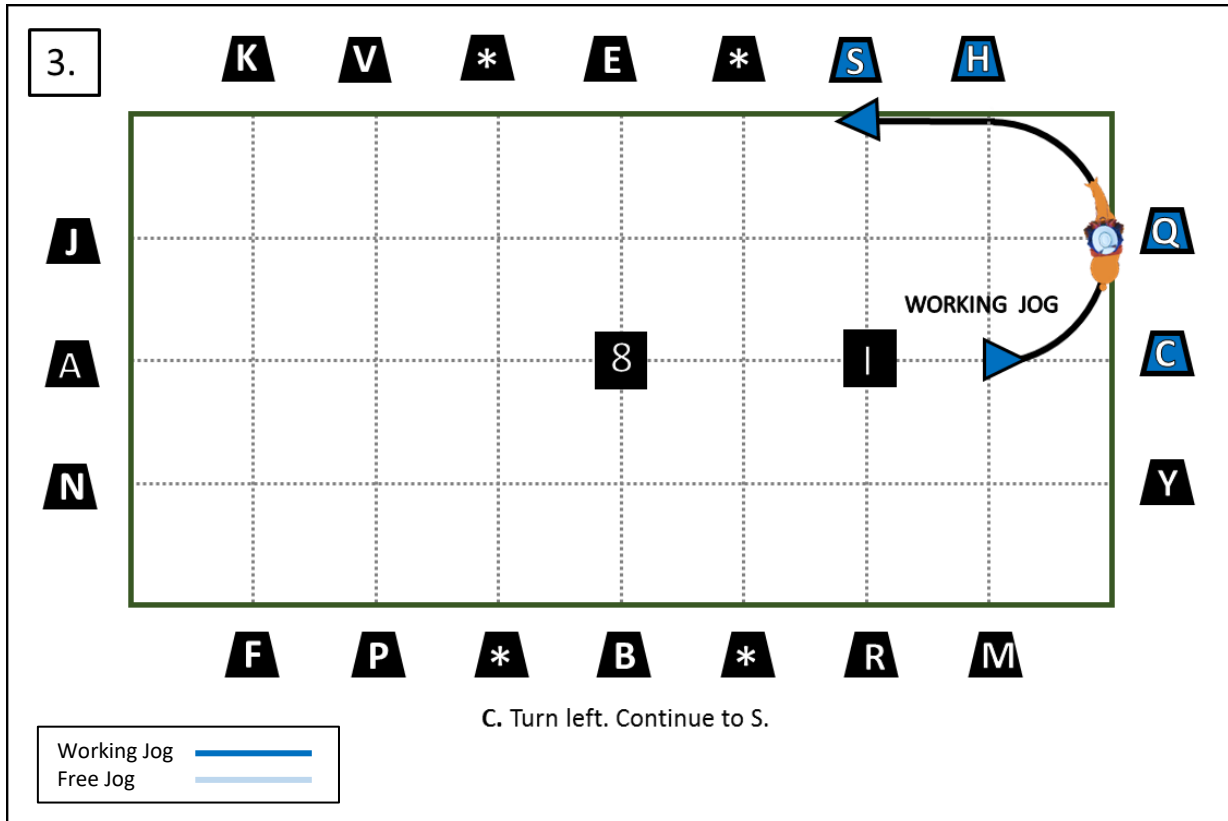 3.
K V * E * S H
J Q
WORKING JOG
A 8 I C
N Y
F P * B * R M
C. Turn left. Continue to S.
Working Jog
Free Jog